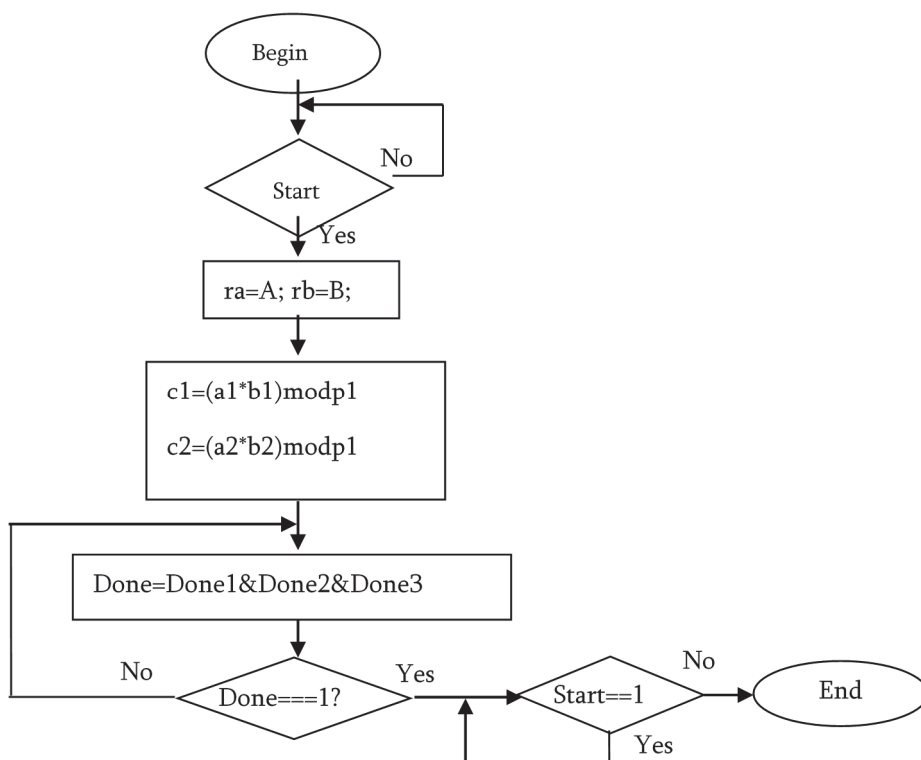 Begin
No
Start
Yes
ra=A; rb=B;
c1=(a1*b1)modp1
c2=(a2*b2)modp1
Done=Done1&Done2&Done3
No
Done===1?
Yes
Start==1
No
End
Yes